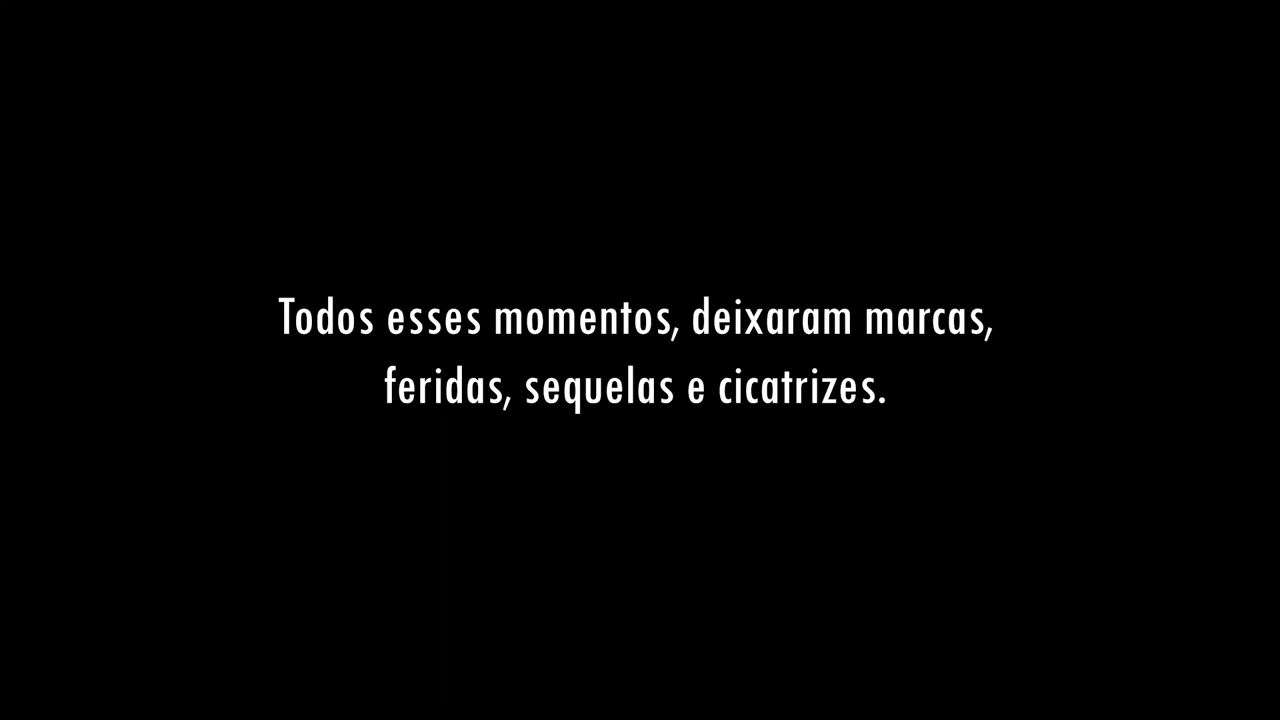 Todos esses momentos, deixaram marcas,
feridas, sequelas e cicatrizes.